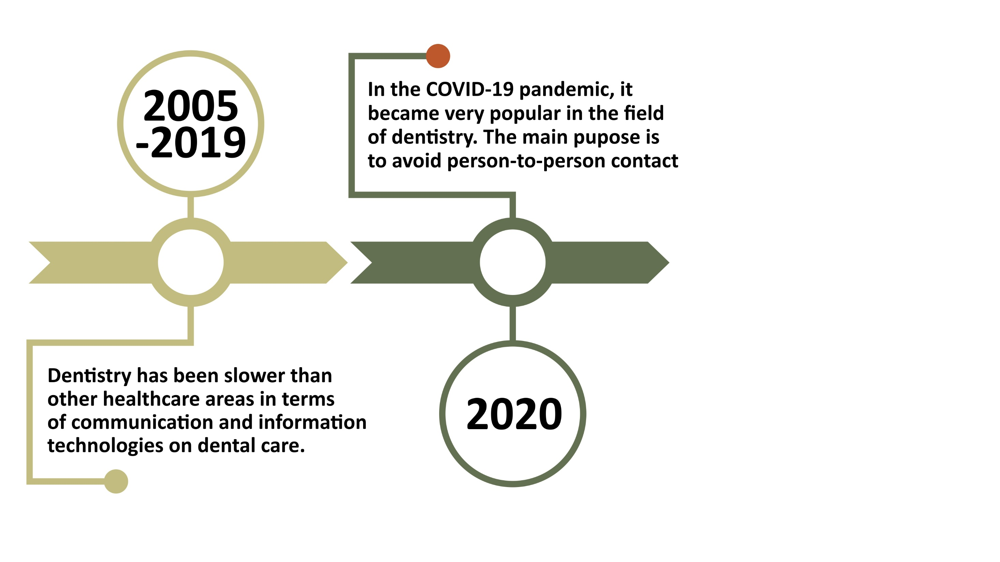 2005
-2019
Dentistry has been slower than
other healthcare areas in terms
of communication and information
technologies on dental care.
In the COVID-19 pandemic, it
became very popular in the field
of dentistry. The main pupose is
to avoid person-to-person contact
2020